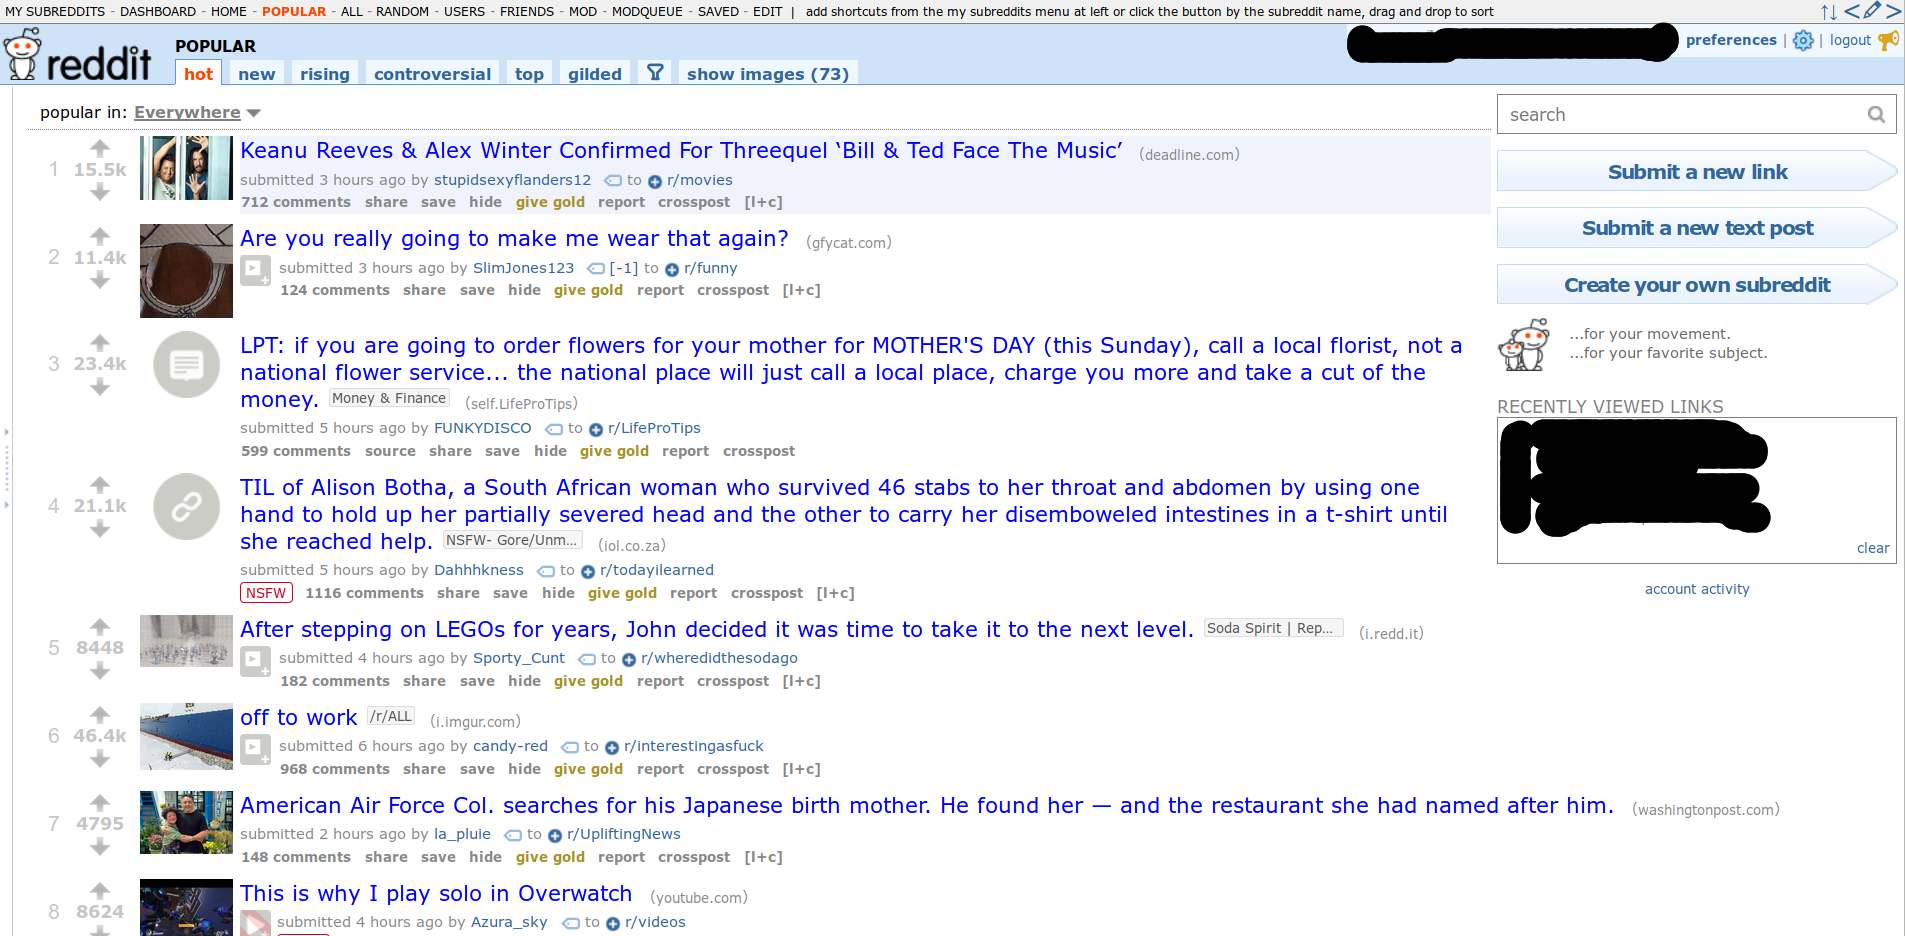 MY SUBREDDITS - DASHBOARD - HOME - POPULAR - ALL - RANDOM - USERS - FRIENDS - MOD - MODQUEUE - SAVED - EDIT | add shortcuts from the my subreddits menu at left or click the button by the subreddit name, drag and drop to sort
reddit POPULAR
preferences | | logout
hot new rising controversial top gilded show images (73)
popular in: Everywhere
search
1 15.5k Keanu Reeves & Alex Winter Confirmed For Threequel ‘Bill & Ted Face The Music’ (deadline.com)
submitted 3 hours ago by stupidsexyflanders12 to r/movies
712 comments share save hide give gold report crosspost [l+c]
Submit a new link
2 11.4k Are you really going to make me wear that again? (gfycat.com)
submitted 3 hours ago by SlimJones123 [-1] to r/funny
124 comments share save hide give gold report crosspost [l+c]
Submit a new text post
Create your own subreddit
...for your movement.
...for your favorite subject.
3 23.4k LPT: if you are going to order flowers for your mother for MOTHER'S DAY (this Sunday), call a local florist, not a
national flower service... the national place will just call a local place, charge you more and take a cut of the
money. Money & Finance (self.LifeProTips)
submitted 5 hours ago by FUNKYDISCO to r/LifeProTips
599 comments source share save hide give gold report crosspost
RECENTLY VIEWED LINKS
clear
account activity
4 21.1k TIL of Alison Botha, a South African woman who survived 46 stabs to her throat and abdomen by using one
hand to hold up her partially severed head and the other to carry her disemboweled intestines in a t-shirt until
she reached help. NSFW- Gore/Unm... (iol.co.za)
submitted 5 hours ago by Dahhhkness to r/todayilearned
NSFW 1116 comments share save hide give gold report crosspost [l+c]
5 8448 After stepping on LEGOs for years, John decided it was time to take it to the next level. Soda Spirit | Rep... (i.redd.it)
submitted 4 hours ago by Sporty_Cunt to r/wheredidthesodago
182 comments share save hide give gold report crosspost [l+c]
6 46.4k off to work /r/ALL (i.imgur.com)
submitted 6 hours ago by candy-red to r/interestingasfuck
968 comments share save hide give gold report crosspost [l+c]
7 4795 American Air Force Col. searches for his Japanese birth mother. He found her — and the restaurant she had named after him. (washingtonpost.com)
submitted 2 hours ago by la_pluie to r/UpliftingNews
148 comments share save hide give gold report crosspost [l+c]
8 8624 This is why I play solo in Overwatch (youtube.com)
submitted 4 hours ago by Azura_sky to r/videos